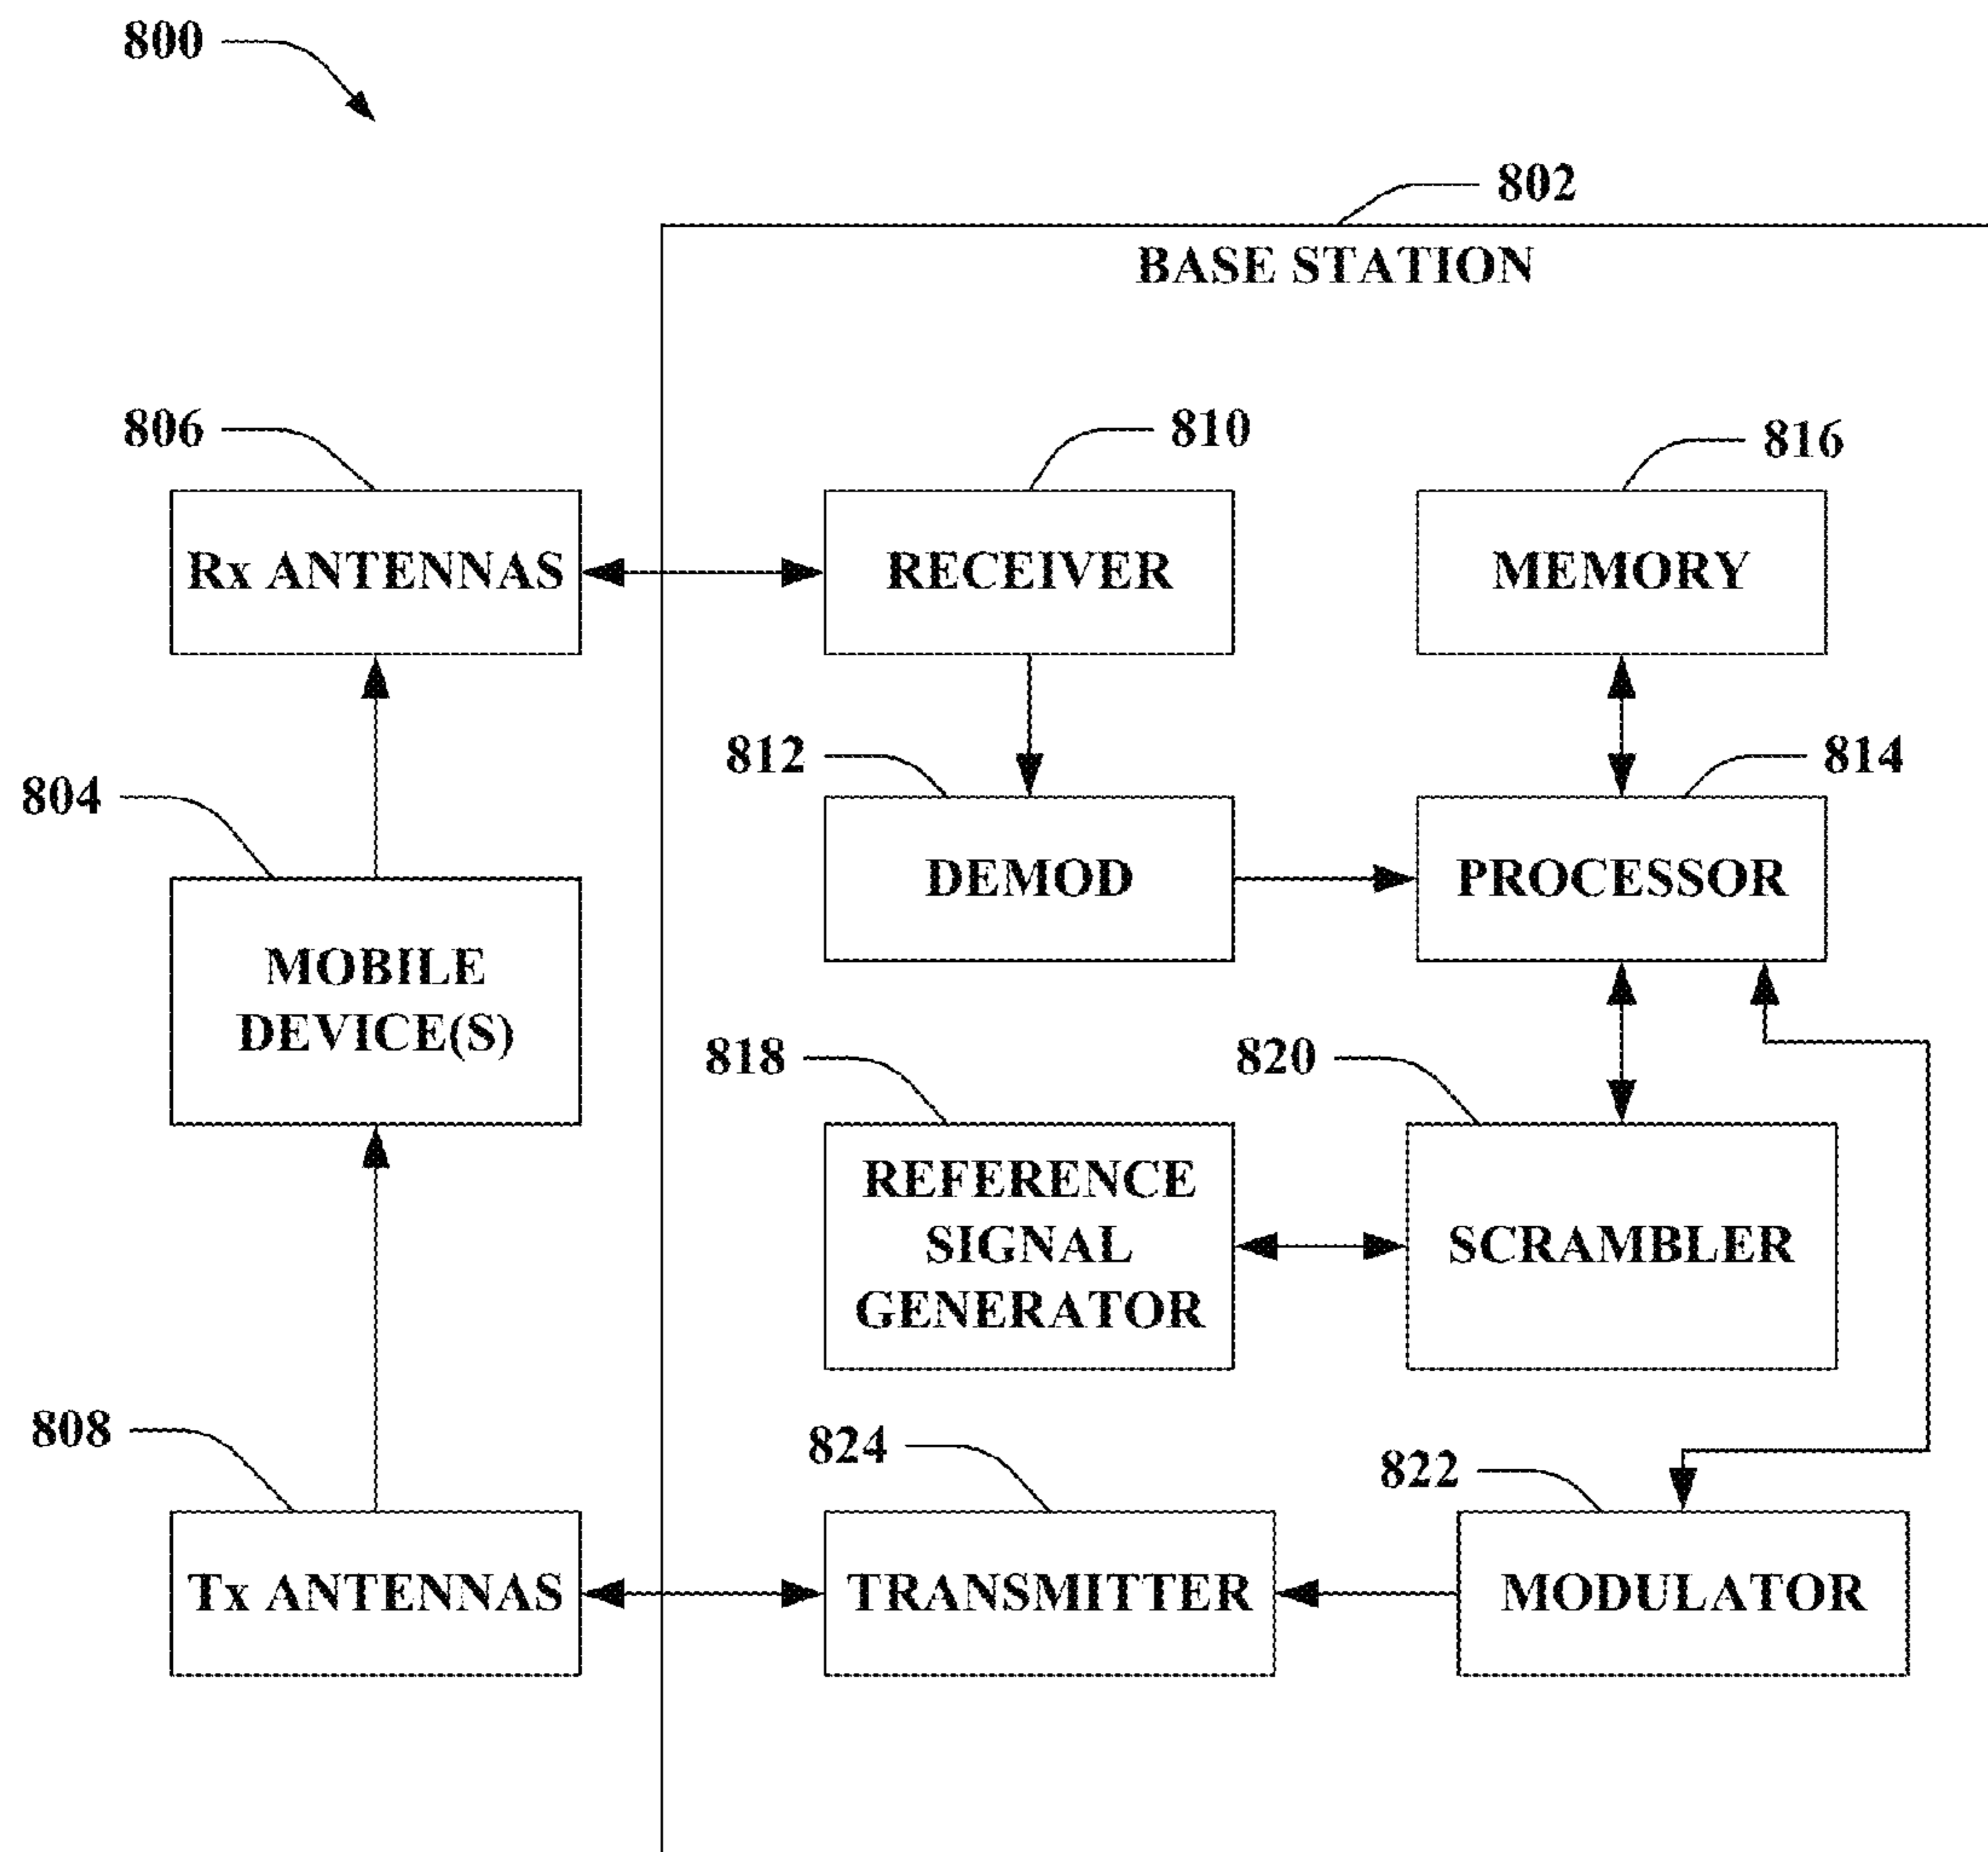 800
802
BASE STATION
806
810
816
Rx ANTENNAS
RECEIVER
MEMORY
812
814
804
DEMOD
PROCESSOR
MOBILE
DEVICE(S)
818
820
REFERENCE
SIGNAL
GENERATOR
SCRAMBLER
808
824
822
Tx ANTENNAS
TRANSMITTER
MODULATOR